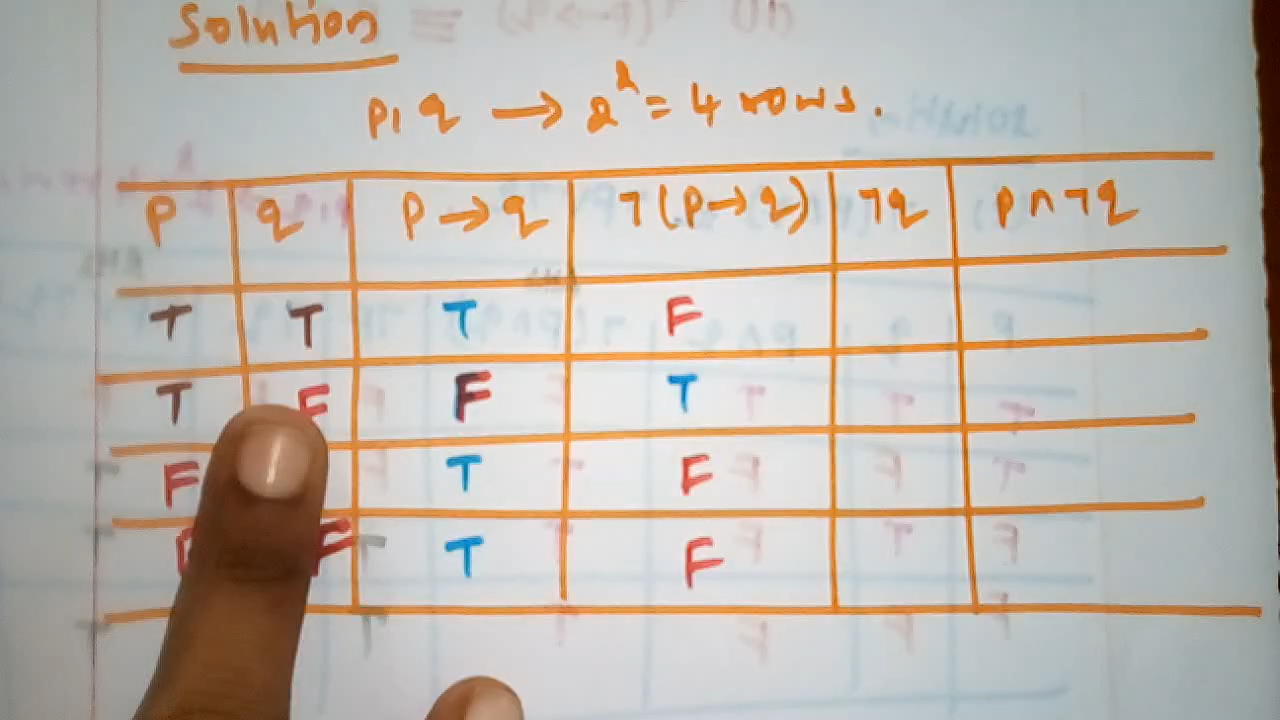 Solution
p, q → 2² = 4 rows.
p q p → q ¬(p → q) ¬q p ∧ ¬q
T T T F
T F F T
F T F
F T F